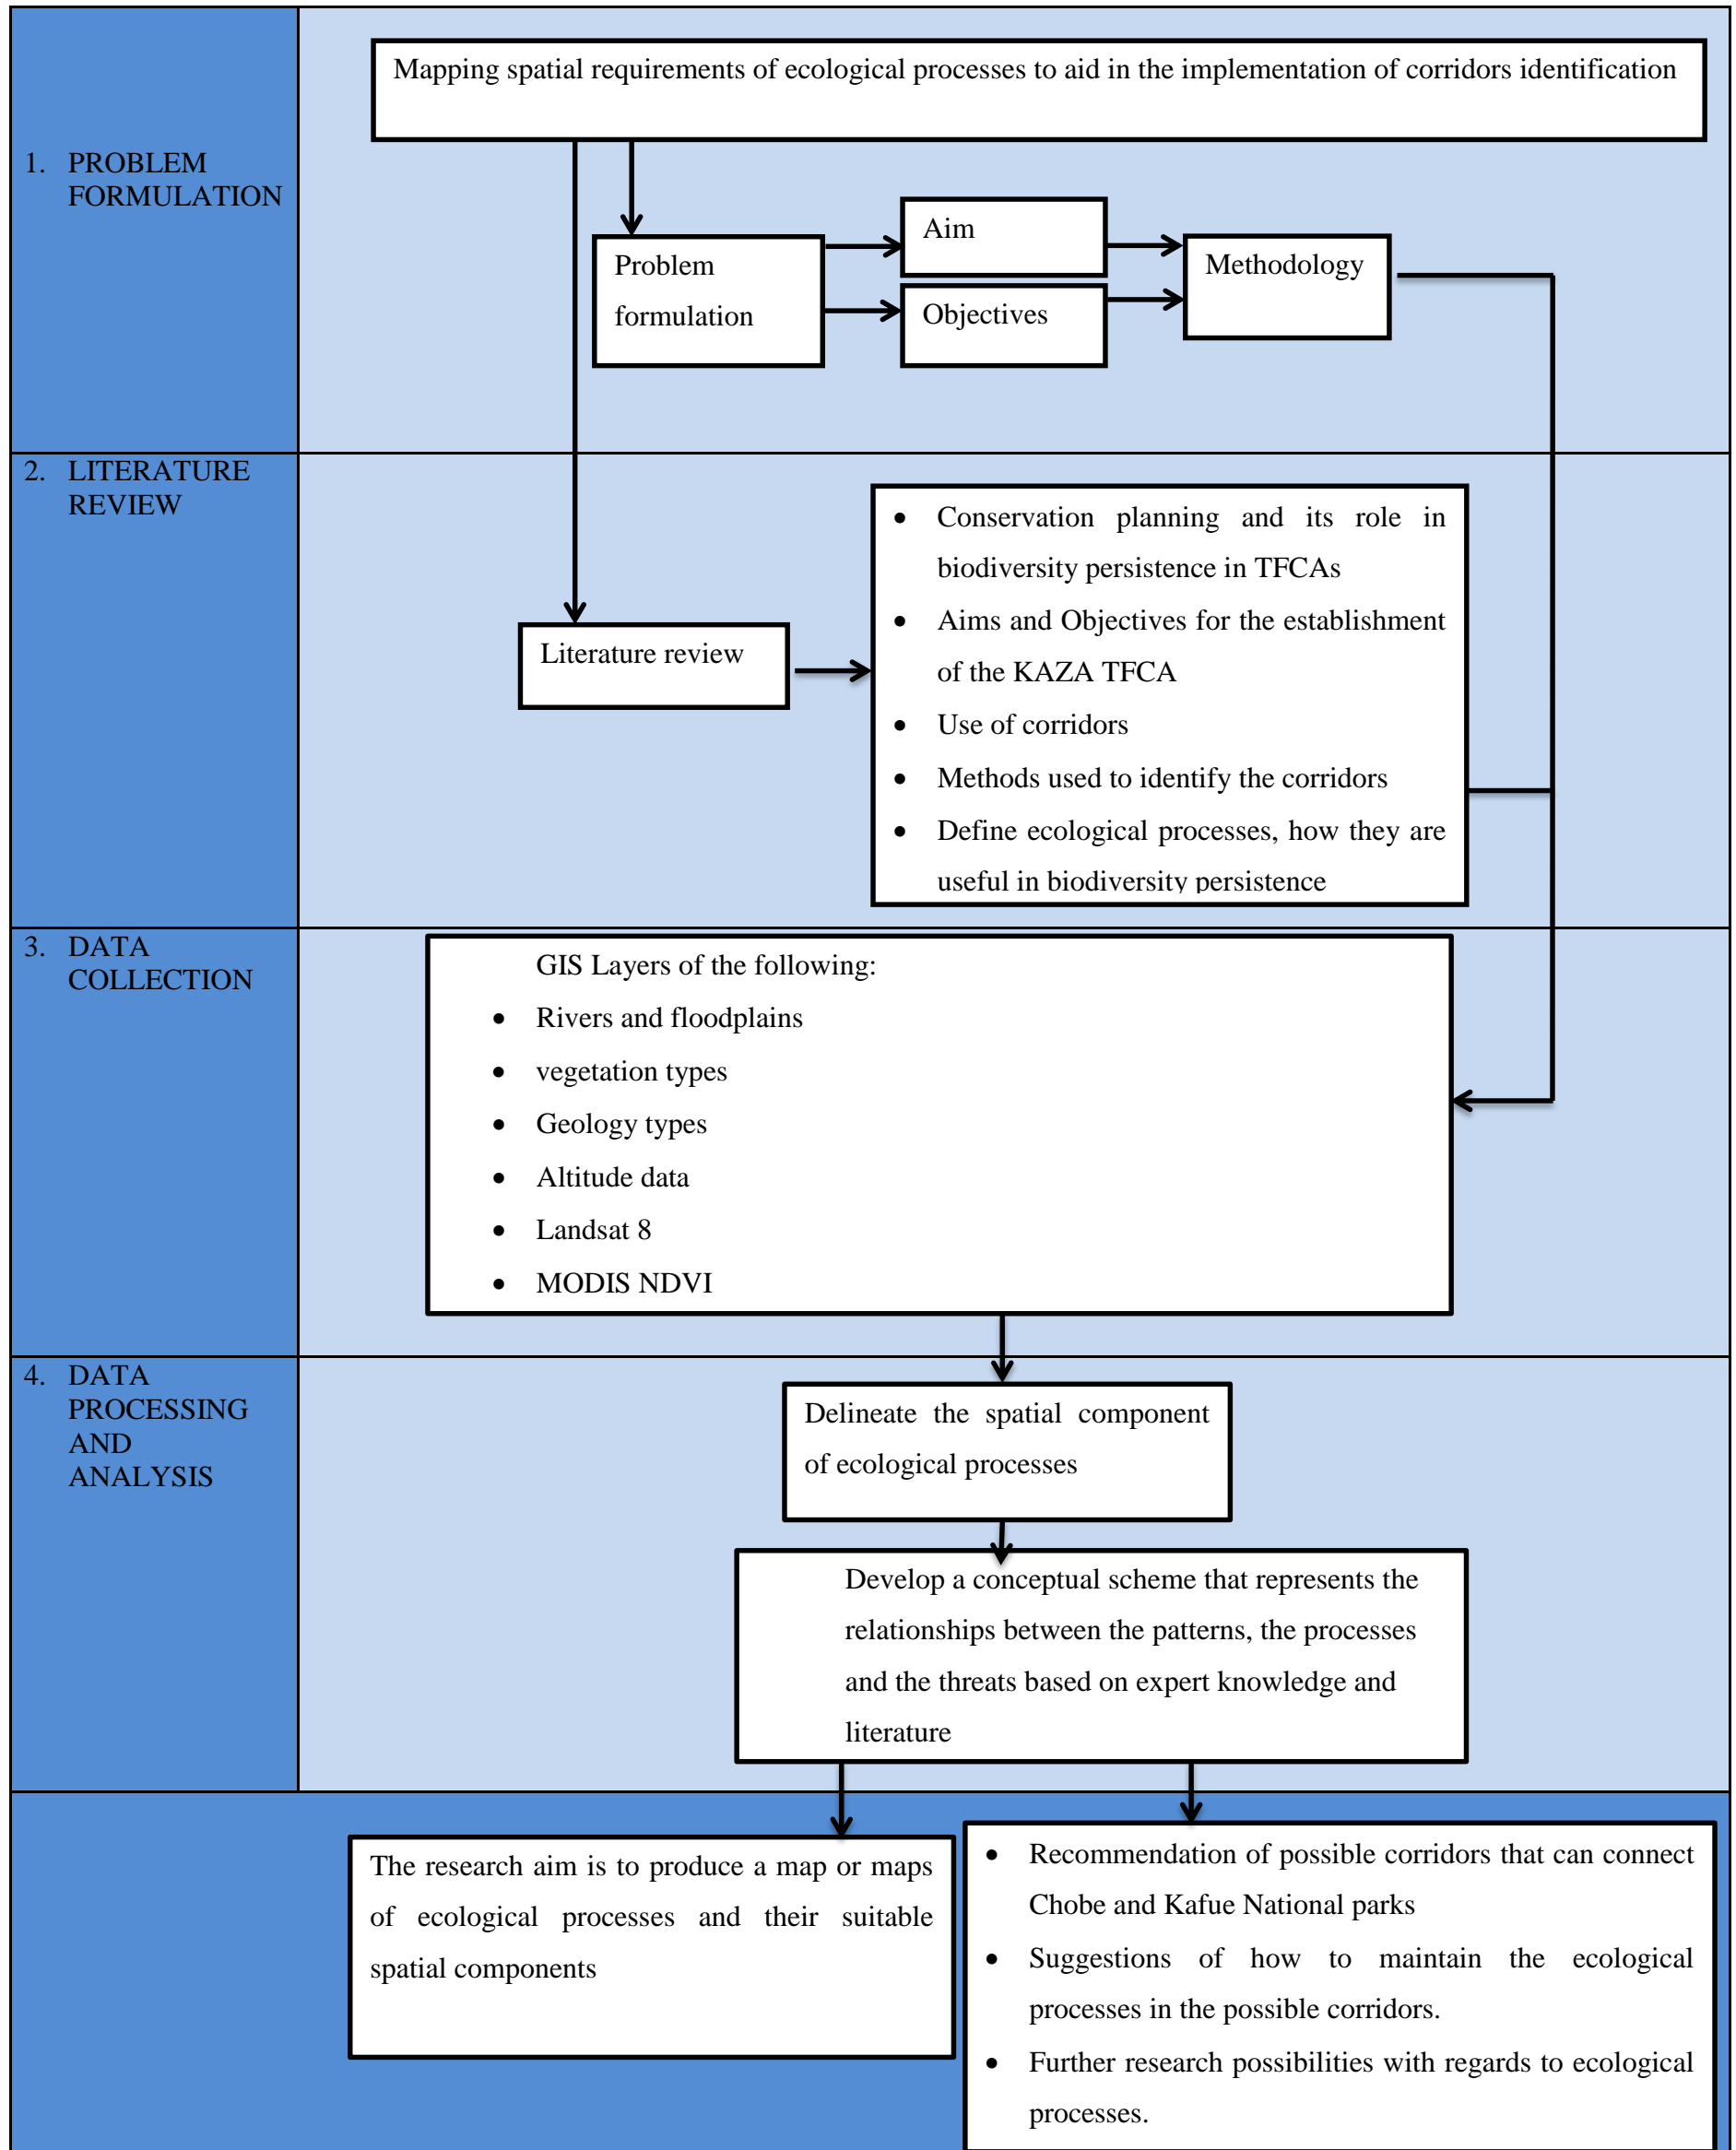 Mapping spatial requirements of ecological processes to aid in the implementation of corridors identification
1. PROBLEM
FORMULATION
Problem
formulation
Aim
Objectives
Methodology
2. LITERATURE
REVIEW
Literature review
• Conservation planning and its role in
biodiversity persistence in TFCAs
• Aims and Objectives for the establishment
of the KAZA TFCA
• Use of corridors
• Methods used to identify the corridors
• Define ecological processes, how they are
useful in biodiversity persistence
3. DATA
COLLECTION
GIS Layers of the following:
• Rivers and floodplains
• vegetation types
• Geology types
• Altitude data
• Landsat 8
• MODIS NDVI
4. DATA
PROCESSING
AND
ANALYSIS
Delineate the spatial component
of ecological processes
Develop a conceptual scheme that represents the
relationships between the patterns, the processes
and the threats based on expert knowledge and
literature
The research aim is to produce a map or maps
of ecological processes and their suitable
spatial components
• Recommendation of possible corridors that can connect
Chobe and Kafue National parks
• Suggestions of how to maintain the ecological
processes in the possible corridors.
• Further research possibilities with regards to ecological
processes.